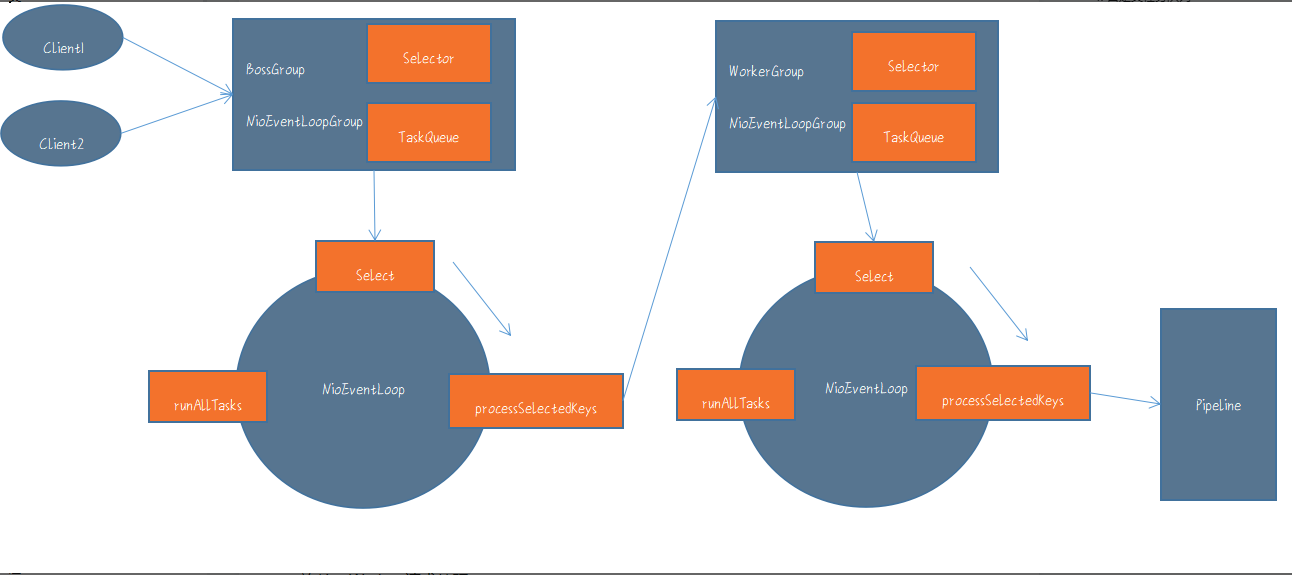 Client1
Client2
BossGroup
NioEventLoopGroup
Selector
TaskQueue
WorkerGroup
NioEventLoopGroup
Selector
TaskQueue
Select
NioEventLoop
runAllTasks
processSelectedKeys
Select
NioEventLoop
runAllTasks
processSelectedKeys
Pipeline